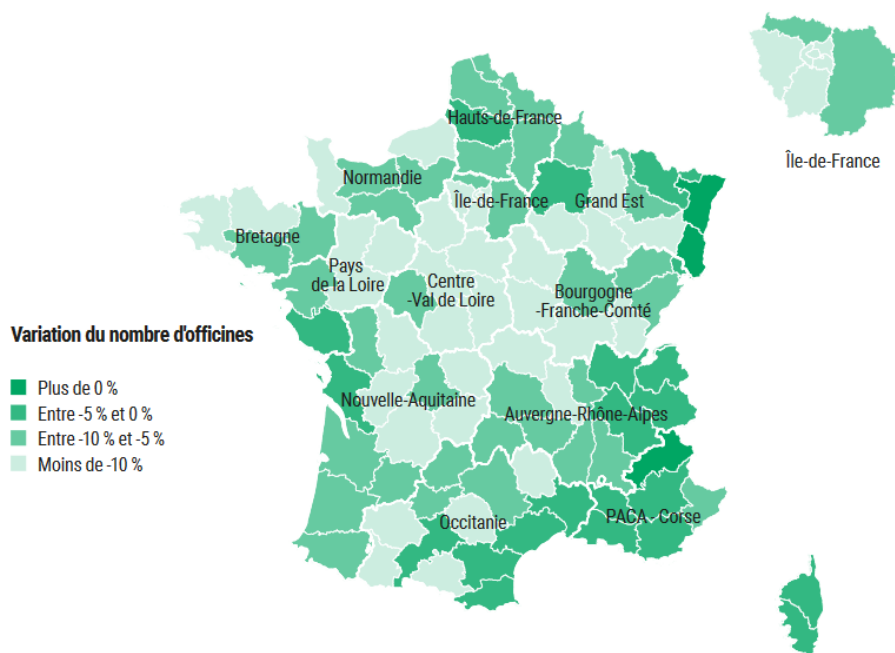 Hauts-de-France
Île-de-France
Normandie
Île-de-France
Grand Est
Bretagne
Pays
de la Loire
Centre
-Val de Loire
Bourgogne
-Franche-Comté
Variation du nombre d'officines
Plus de 0 %
Entre -5 % et 0 %
Entre -10 % et -5 %
Moins de -10 %
Nouvelle-Aquitaine
Auvergne-Rhône-Alpes
Occitanie
PACA - Corse